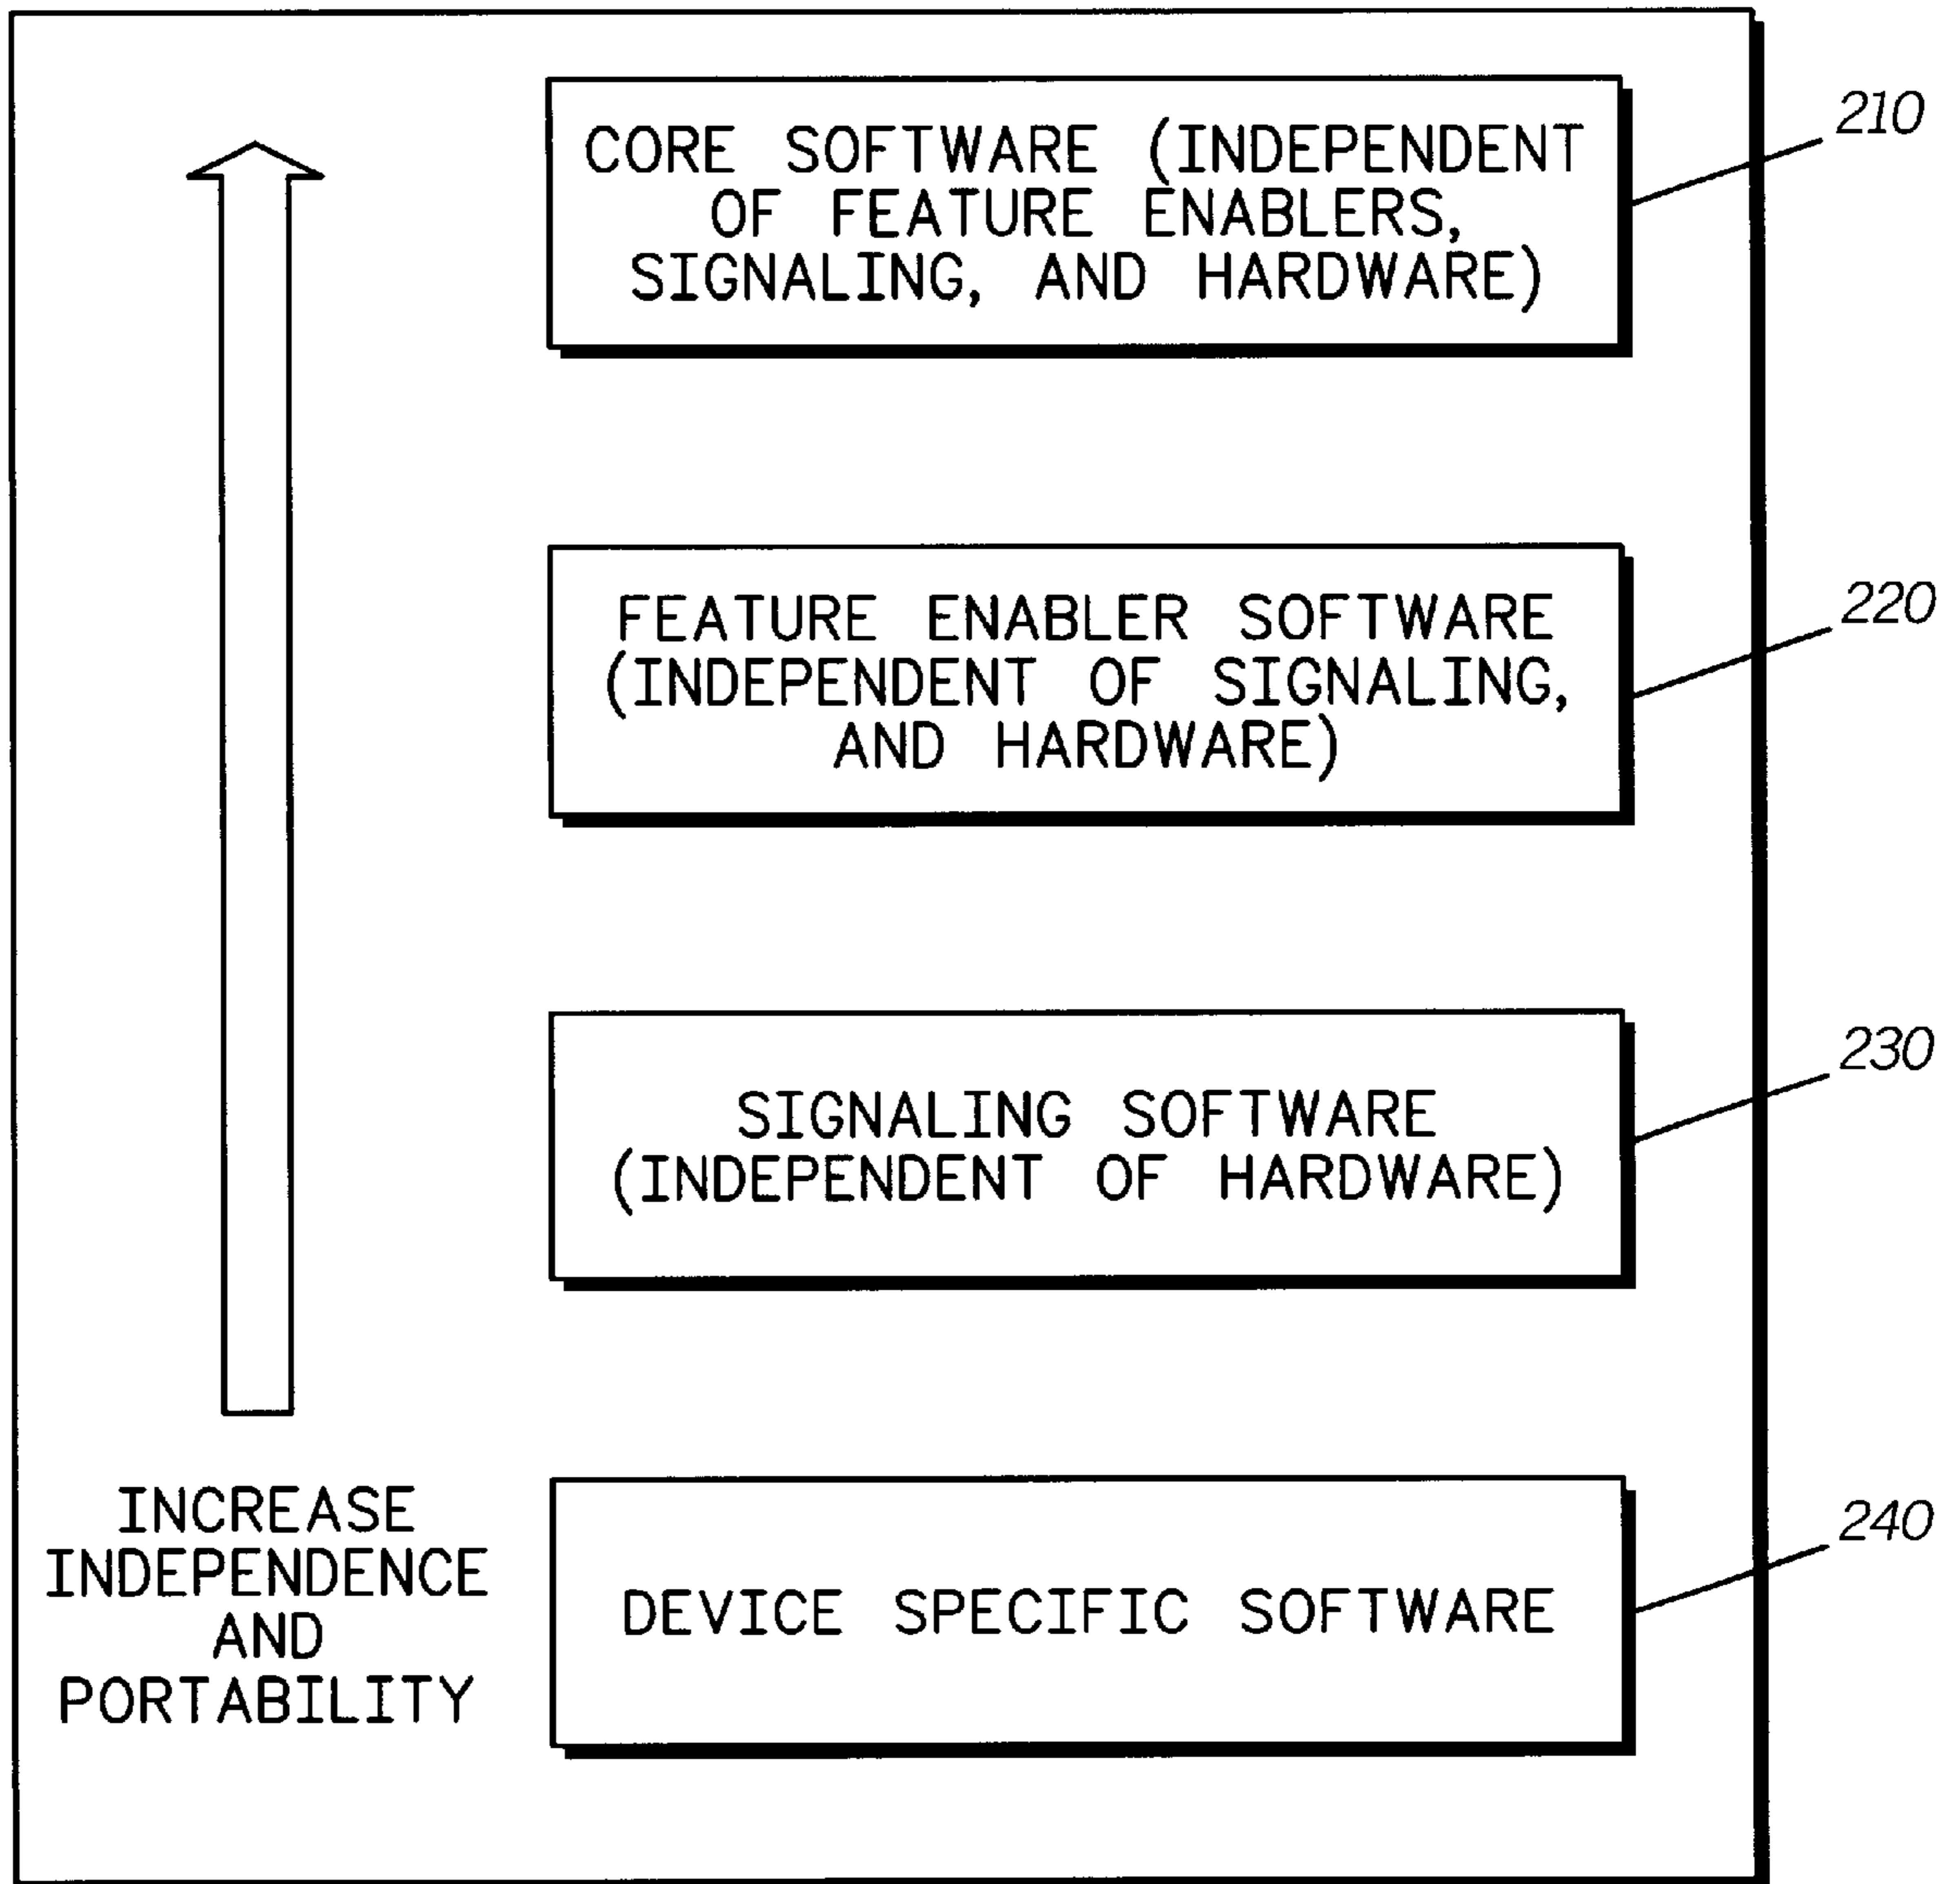 CORE SOFTWARE (INDEPENDENT
OF FEATURE ENABLERS,
SIGNALING, AND HARDWARE)
210
FEATURE ENABLER SOFTWARE
(INDEPENDENT OF SIGNALING,
AND HARDWARE)
220
SIGNALING SOFTWARE
(INDEPENDENT OF HARDWARE)
230
INCREASE
INDEPENDENCE
AND
PORTABILITY
DEVICE SPECIFIC SOFTWARE
240